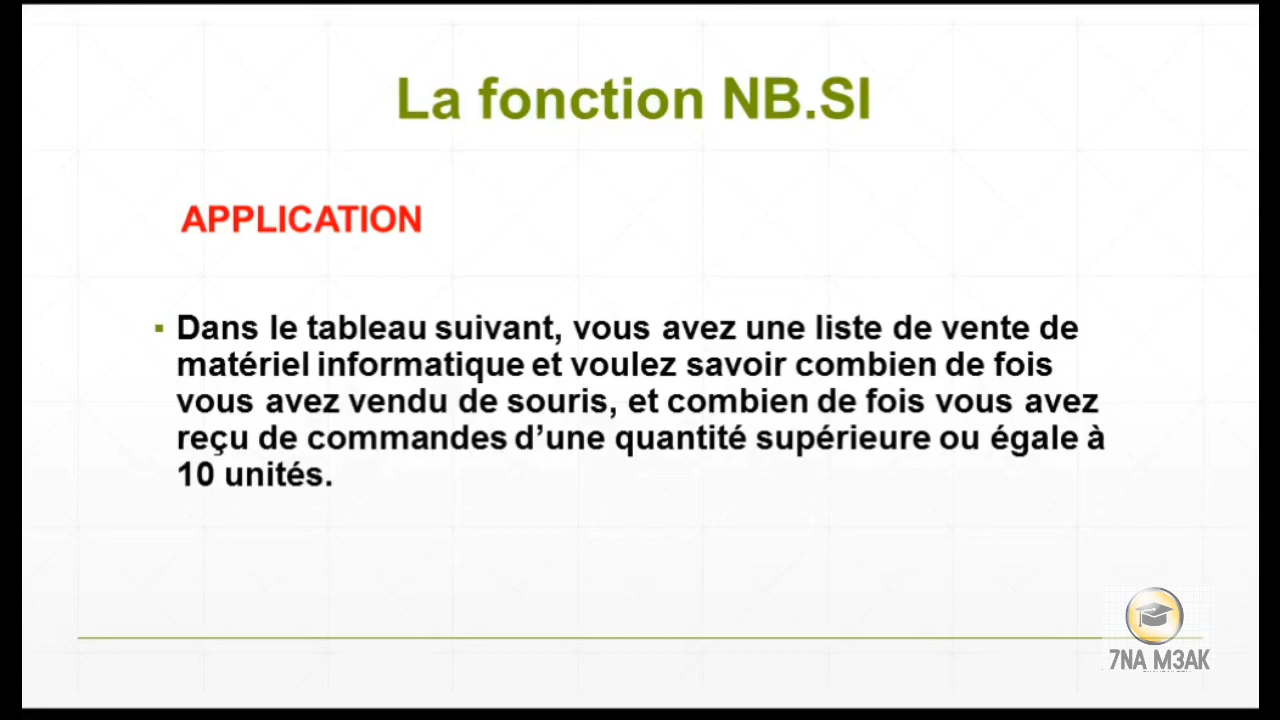 La fonction NB.SI
APPLICATION
▪ Dans le tableau suivant, vous avez une liste de vente de
matériel informatique et voulez savoir combien de fois
vous avez vendu de souris, et combien de fois vous avez
reçu de commandes d’une quantité supérieure ou égale à
10 unités.
7NA M3AK